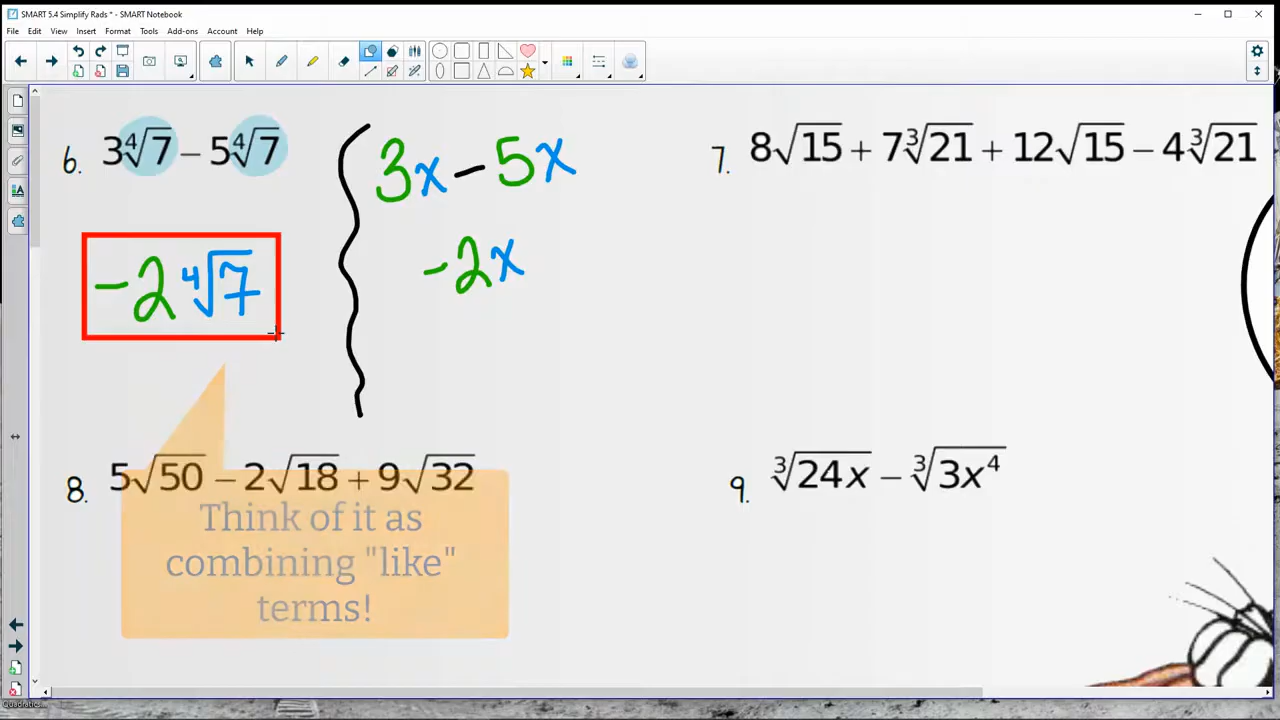 SMART 5.4 Simplify Rads * - SMART Notebook
File Edit View Insert Format Tools Add-ons Account Help
6. 3∜7 − 5∜7
3x − 5x
7. 8√15 + 7∛21 + 12√15 − 4∛21
-2∜7
-2x
8. 5√50 − 2√18 + 9√32
9. ∛24x − ∛3x⁴
Think of it as
combining "like"
terms!
Quadratics...